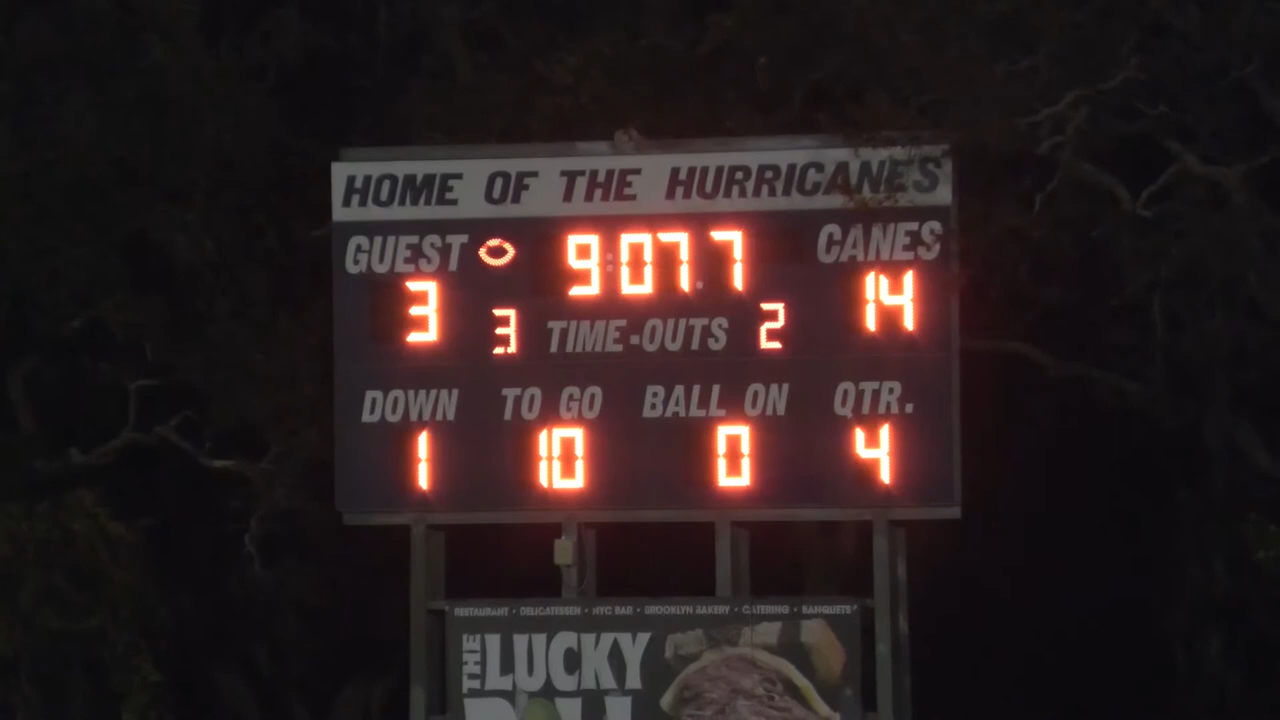 HOME OF THE HURRICANES
GUEST 9:07.7 CANES
3 14
3 TIME-OUTS 2
DOWN TO GO BALL ON QTR.
1 10 0 4
RESTAURANT • DELICATESSEN • NYC BAR • BROOKLYN BAKERY • CATERING • BANQUETS
THE LUCKY